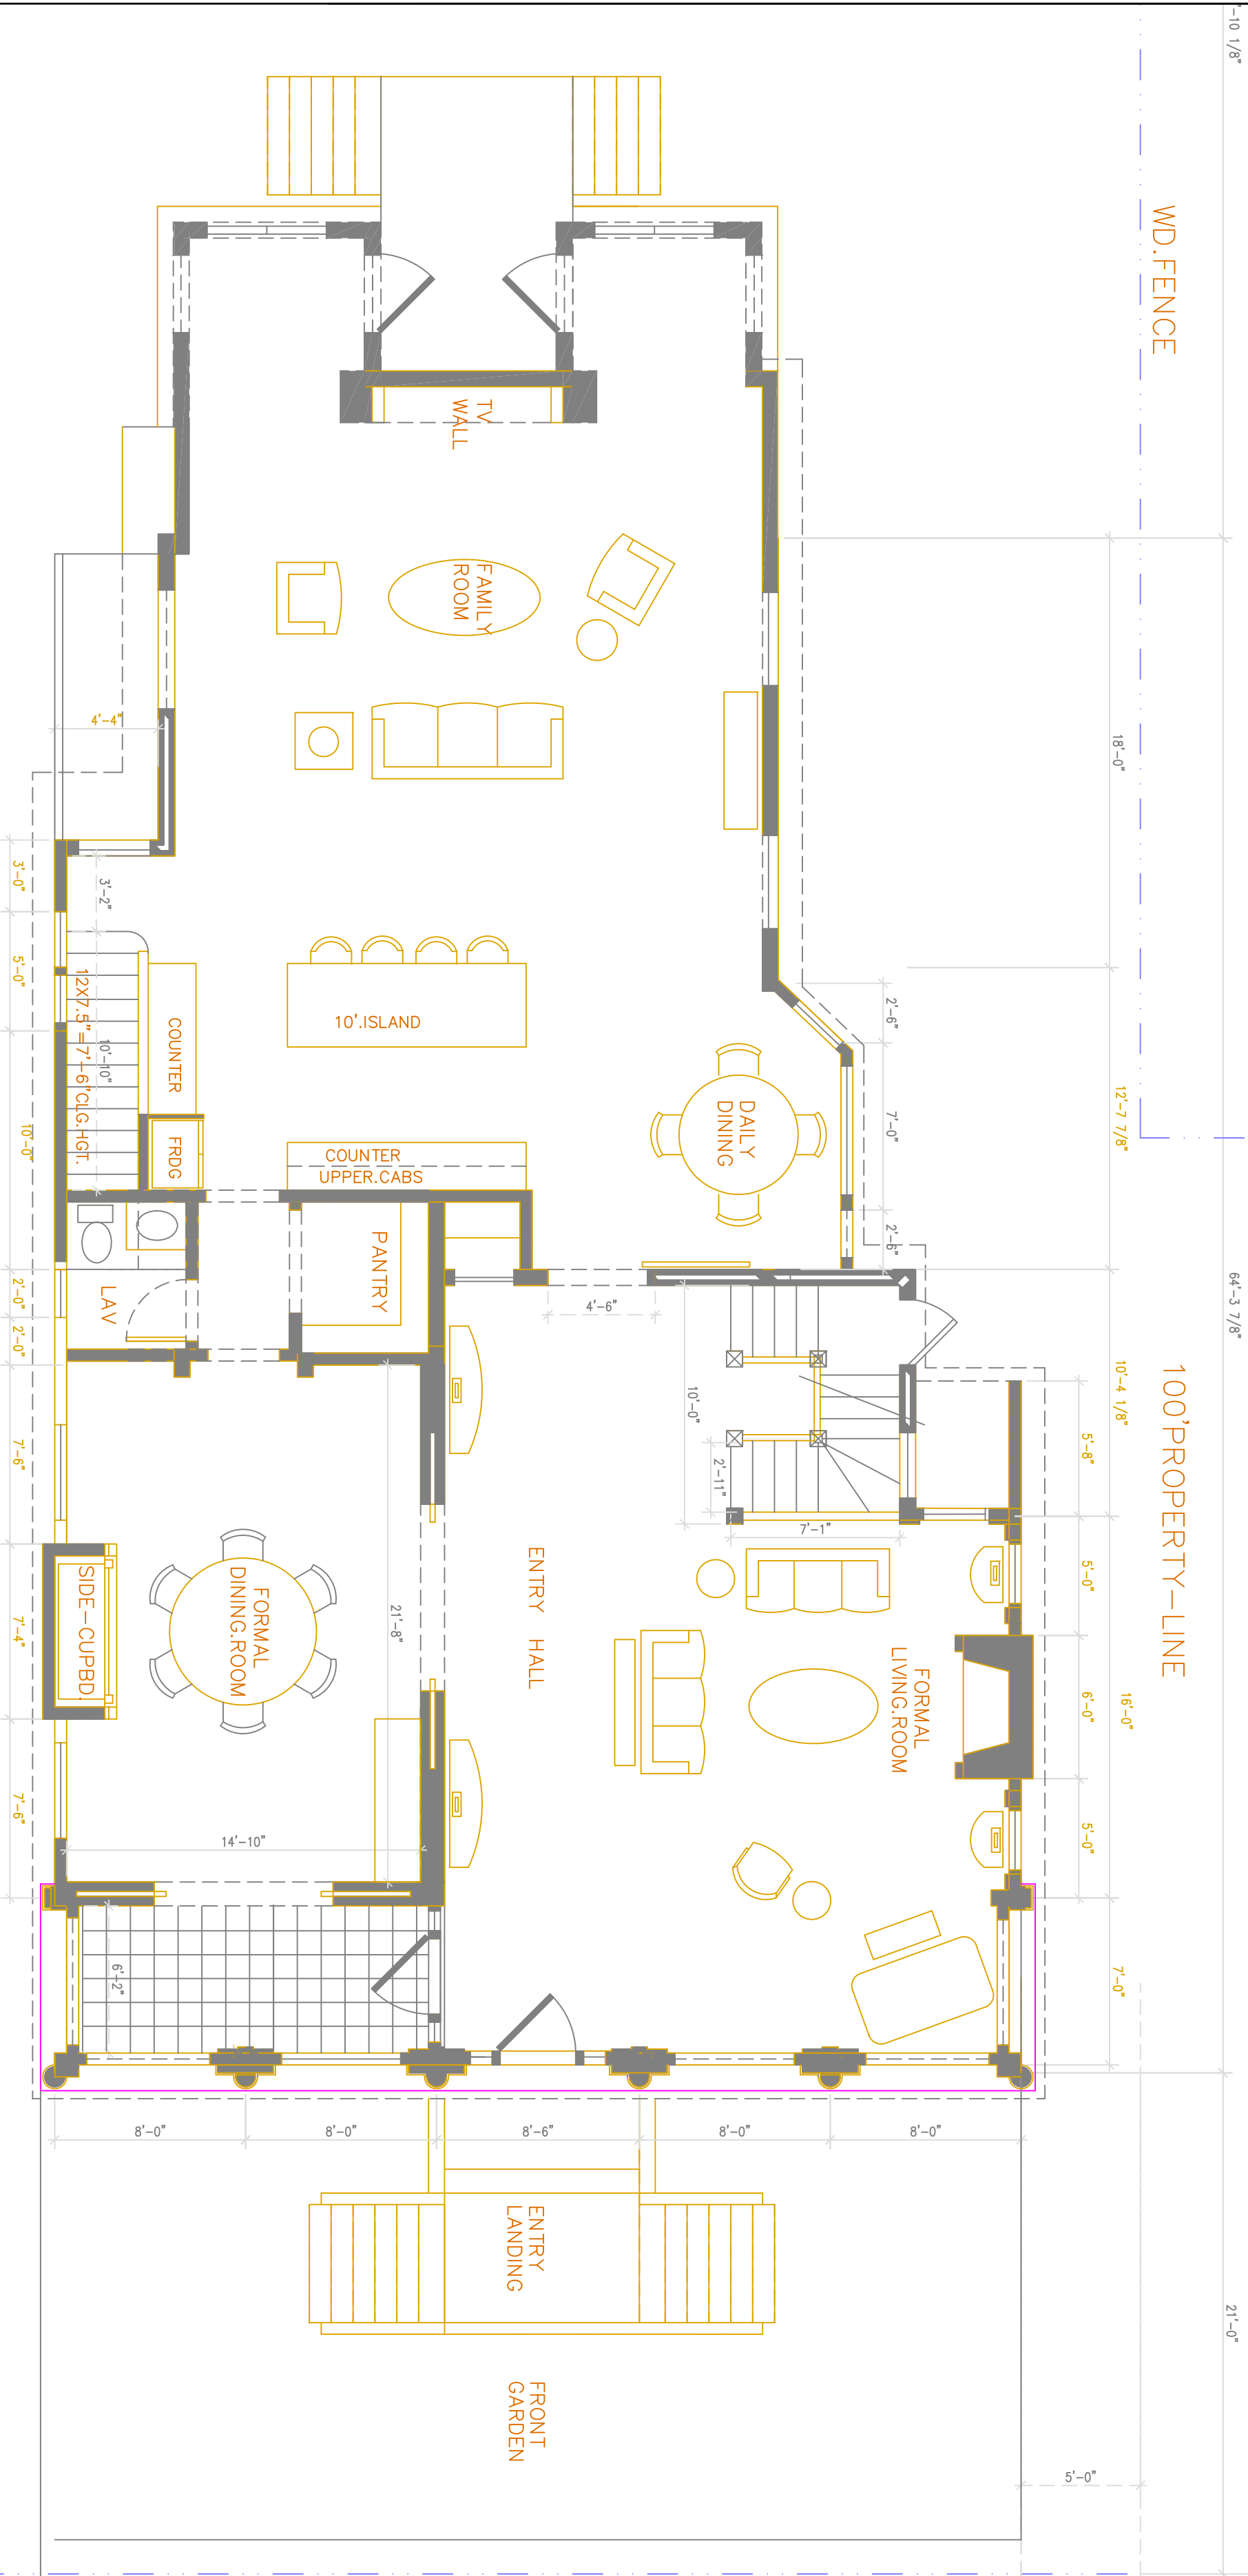 '-10 1/8"
WD.FENCE
TV
WALL
FAMILY
ROOM
18'-0"
4'-4"
3'-0"
3'-2"
5'-0"
12X7.5"=7'-6"CLG.HGT.
10'-10"
COUNTER
FRDG
10'.ISLAND
COUNTER
UPPER.CABS
DAILY
DINING
2'-6"
7'-0"
2'-6"
12'-7 7/8"
64'-3 7/8"
10'-0"
PANTRY
LAV
2'-0"
2'-0"
4'-6"
10'-0"
2'-11"
7'-1"
10'-4 1/8"
5'-8"
100'PROPERTY-LINE
7'-6"
7'-4"
7'-6"
SIDE-CUPBD.
FORMAL
DINING.ROOM
21'-8"
14'-10"
ENTRY HALL
FORMAL
LIVING.ROOM
5'-0"
6'-0"
5'-0"
16'-0"
7'-0"
6'-2"
8'-0"
8'-0"
8'-6"
8'-0"
8'-0"
ENTRY
LANDING
21'-0"
FRONT
GARDEN
5'-0"